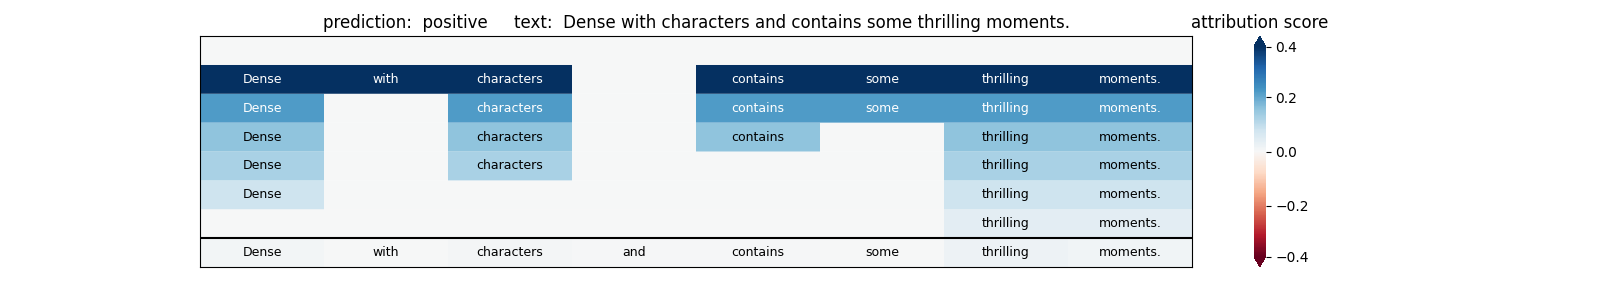 prediction:  positive     text:  Dense with characters and contains some thrilling moments.
attribution score
Dense with characters contains some thrilling moments.
Dense characters contains some thrilling moments.
Dense characters contains thrilling moments.
Dense characters thrilling moments.
Dense thrilling moments.
thrilling moments.
Dense with characters and contains some thrilling moments.
0.4
0.2
0.0
−0.2
−0.4